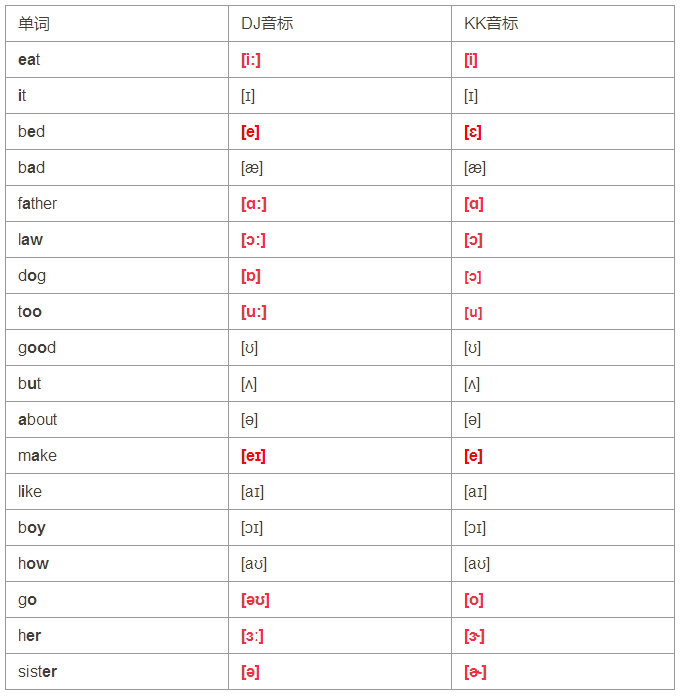 单词 DJ音标 KK音标
eat [iː] [i]
it [ɪ] [ɪ]
bed [e] [ɛ]
bad [æ] [æ]
father [ɑː] [ɑ]
law [ɔː] [ɔ]
dog [ɒ] [ɔ]
too [uː] [u]
good [ʊ] [ʊ]
but [ʌ] [ʌ]
about [ə] [ə]
make [eɪ] [e]
like [aɪ] [aɪ]
boy [ɔɪ] [ɔɪ]
how [aʊ] [aʊ]
go [əʊ] [o]
her [ɜː] [ɝ]
sister [ə] [ɚ]